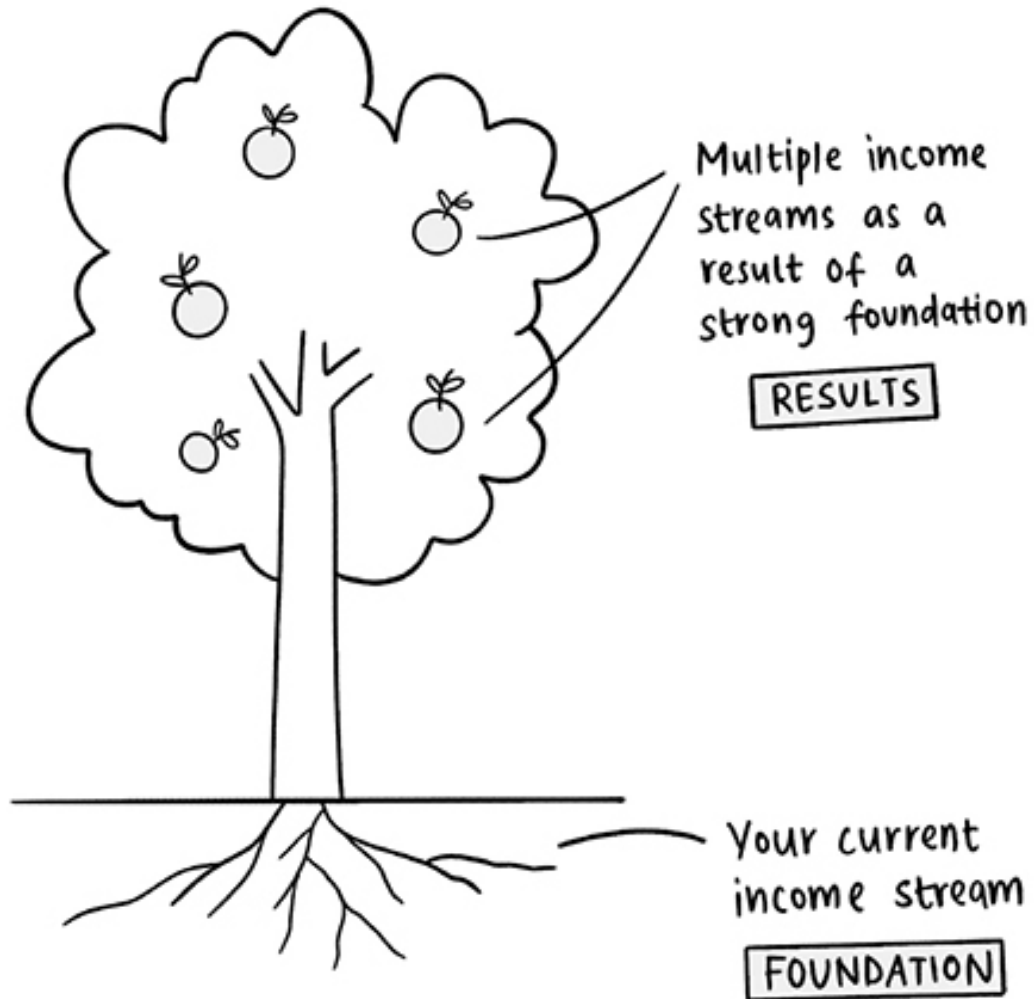 Multiple income
streams as a
result of a
strong foundation
RESULTS
Your current
income stream
FOUNDATION